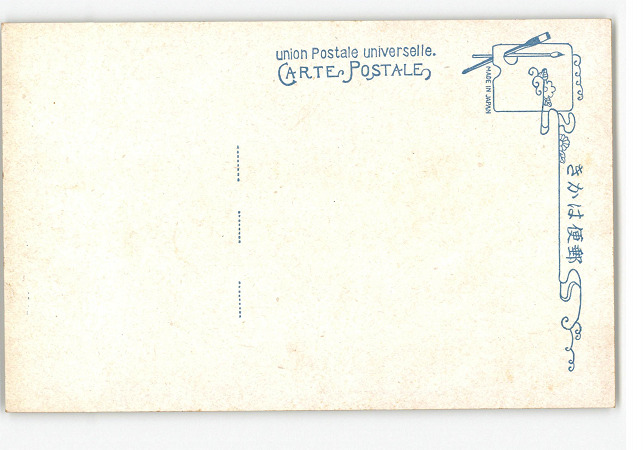 union Postale universelle.
CARTE POSTALE
MADE IN JAPAN
郵便はかき